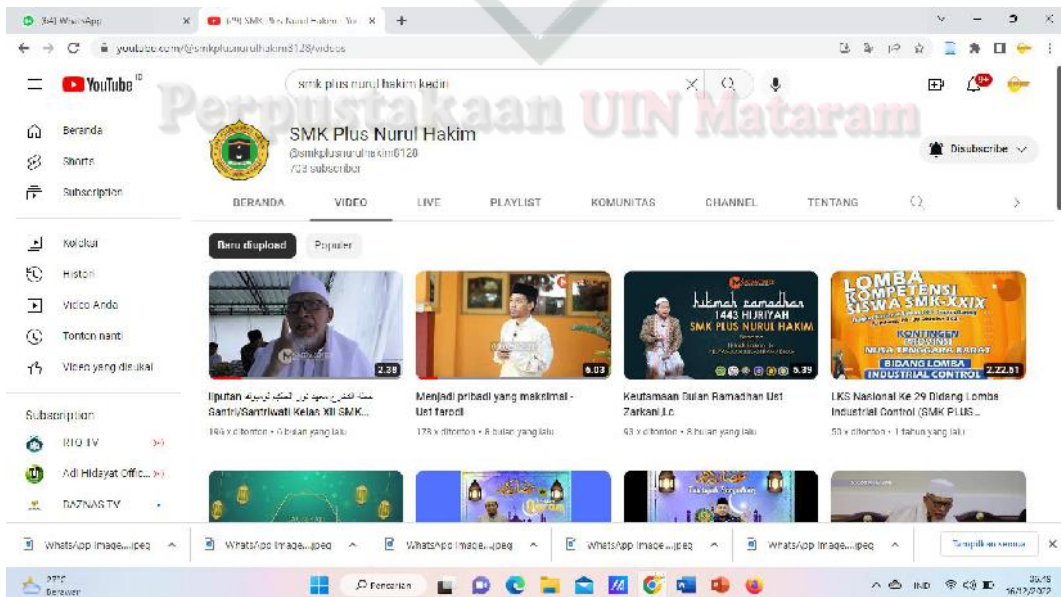 WhatsApp
youtube.com/@smkplusnurulhakim8128/videos
YouTube ID
smk plus nurul hakim kediri
9+
Perpustakaan UIN Mataram
Beranda
Shorts
Subscription
Koleksi
Histori
Video Anda
Tonton nanti
Video yang disukai
Subscription
RTQ TV
Adi Hidayat Offic...
BAZNAS TV
SMK Plus Nurul Hakim
@smkplusnurulhakim8128
703 subscriber
Disubscribe
BERANDA VIDEO LIVE PLAYLIST KOMUNITAS CHANNEL TENTANG
Baru diupload Populer
2.38
Santri/Santriwati Kelas XII SMK...
196 x ditonton • 6 bulan yang lalu
6.03
Menjadi pribadi yang maksimal -
Ust farodi
178 x ditonton • 8 bulan yang lalu
hikmah ramadhan
1443 HIJRIYAH
SMK PLUS NURUL HAKIM
5.39
Keutamaan Bulan Ramadhan Ust
Zarkani,Lc
93 x ditonton • 8 bulan yang lalu
LOMBA
KOMPETENSI
SISWA SMK-XXIX
KONTINGEN
PROVINSI
NUSA TENGGARA BARAT
BIDANG LOMBA
INDUSTRIAL CONTROL
2.22.51
LKS Nasional Ke 29 Bidang Lomba
Industrial Control (SMK PLUS...
50 x ditonton • 1 tahun yang lalu
WhatsApp Image....jpeg
WhatsApp Image....jpeg
WhatsApp Image....jpeg
WhatsApp Image....jpeg
WhatsApp Image....jpeg
Tampilkan semua
27°C
Berawan
Pencarian
IND
16/12/2022